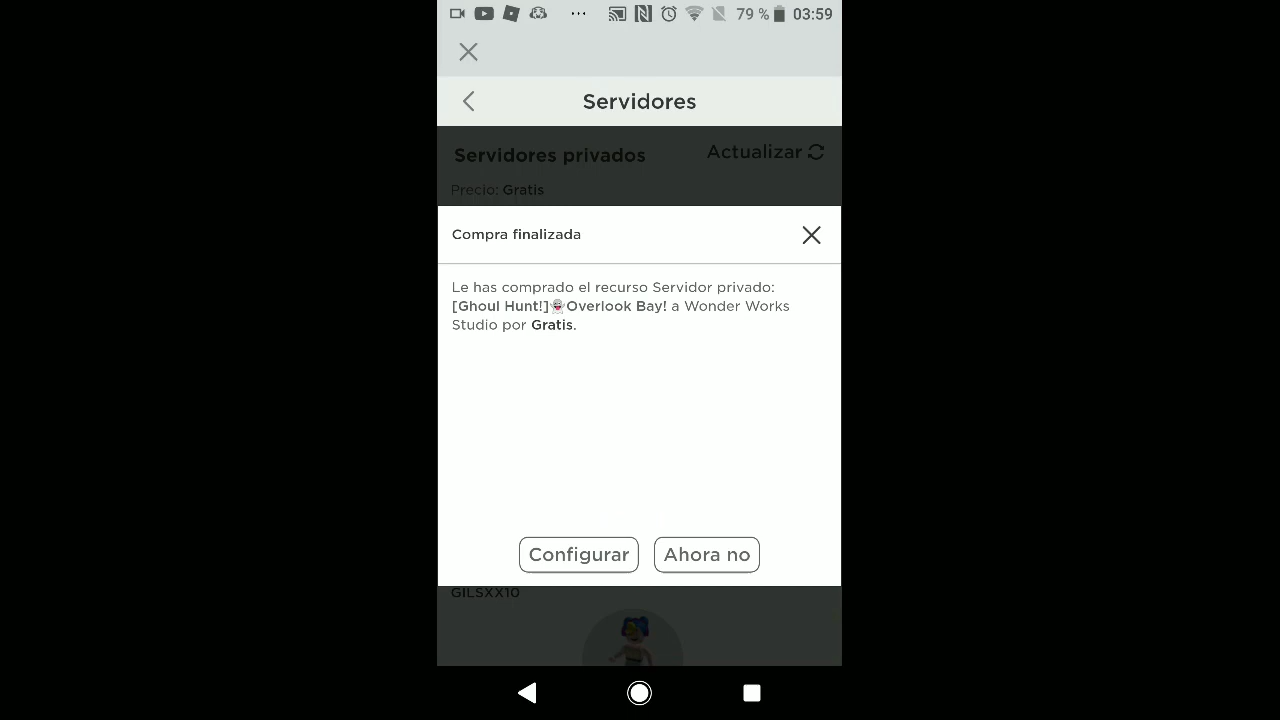 79 % 03:59
Servidores
Servidores privados
Actualizar
Precio: Gratis
Compra finalizada
Le has comprado el recurso Servidor privado:
[Ghoul Hunt!]👻Overlook Bay! a Wonder Works
Studio por Gratis.
Configurar
Ahora no
GILSXX10